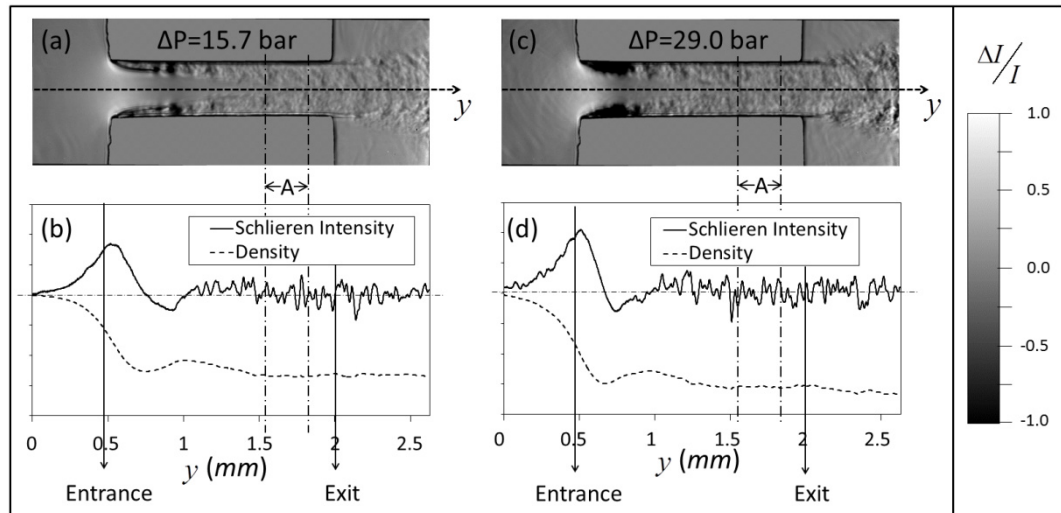 (a) ΔP=15.7 bar
y
(c) ΔP=29.0 bar
y
ΔI/I
1.0
0.5
0.0
-0.5
-1.0
A
A
(b)
Schlieren Intensity
Density
(d)
Schlieren Intensity
Density
0 0.5 1 1.5 2 2.5
y (mm)
Entrance Exit
0 0.5 1 1.5 2 2.5
y (mm)
Entrance Exit